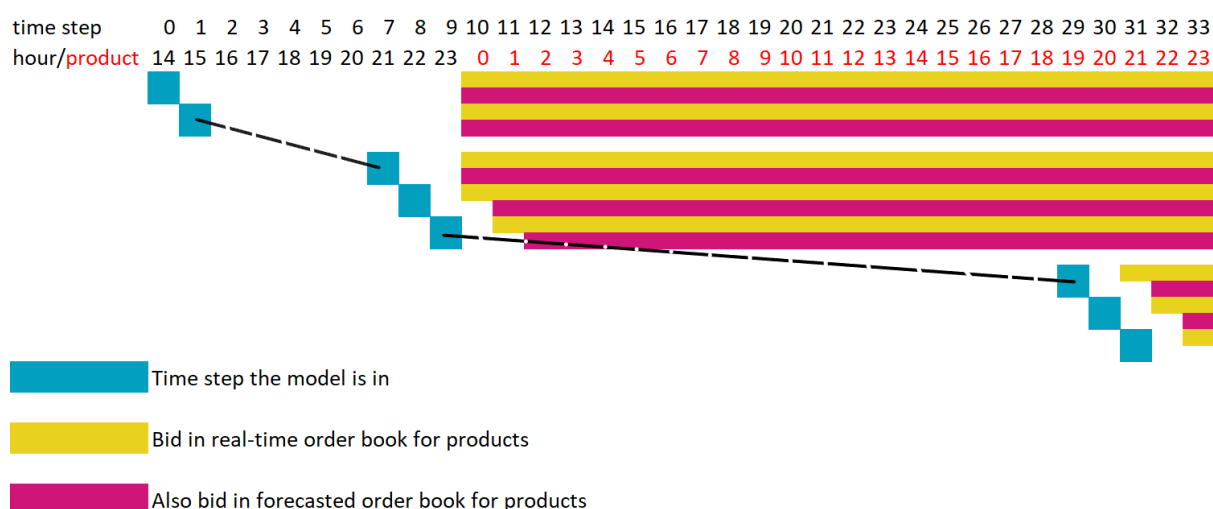 time step 0 1 2 3 4 5 6 7 8 9 10 11 12 13 14 15 16 17 18 19 20 21 22 23 24 25 26 27 28 29 30 31 32 33
hour/product 14 15 16 17 18 19 20 21 22 23 0 1 2 3 4 5 6 7 8 9 10 11 12 13 14 15 16 17 18 19 20 21 22 23
Time step the model is in
Bid in real-time order book for products
Also bid in forecasted order book for products